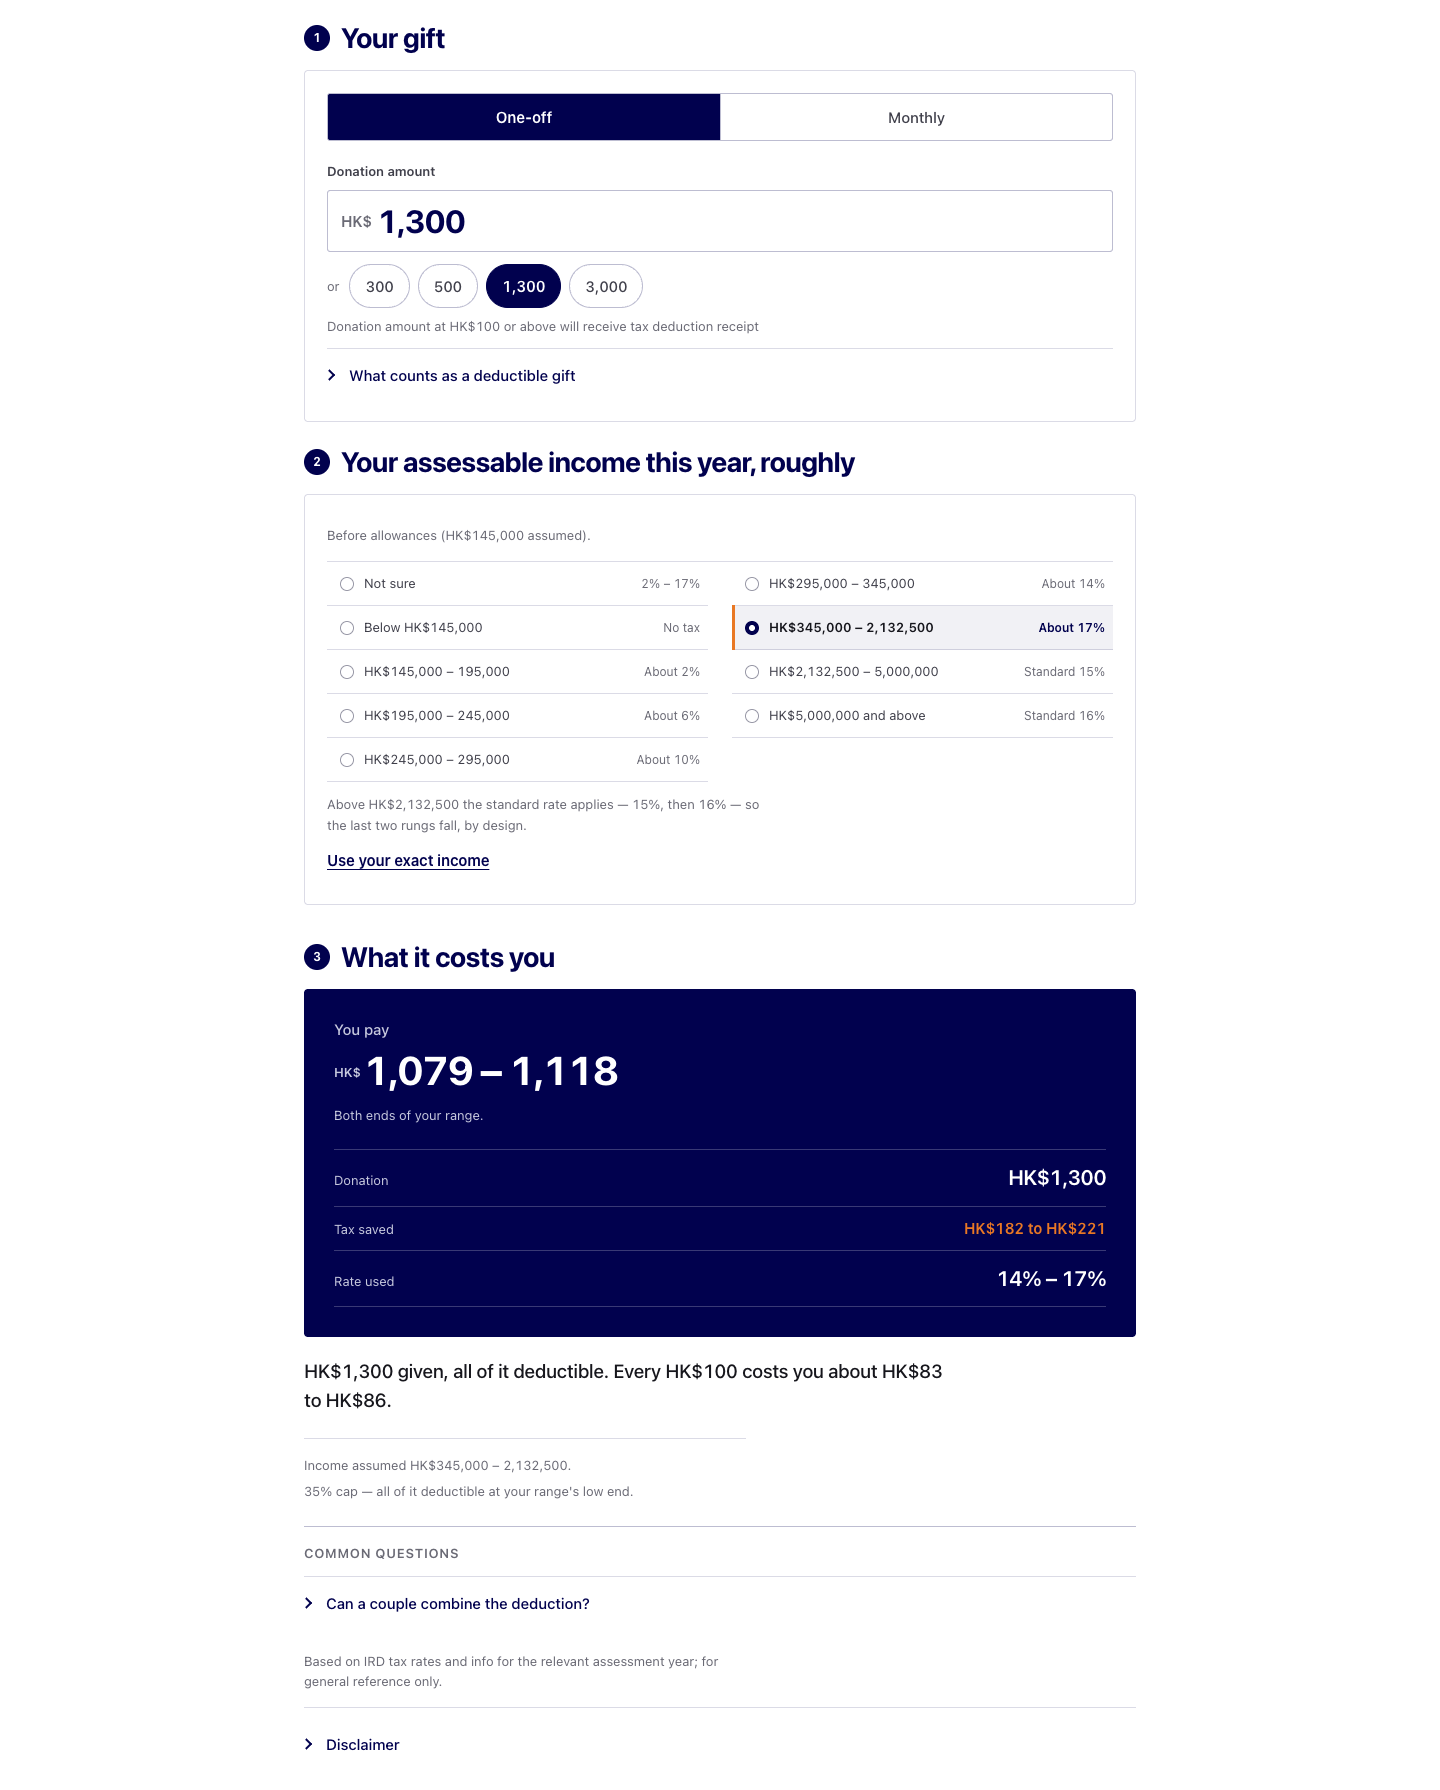 1 Your gift
One-off Monthly
Donation amount
HK$ 1,300
or 300 500 1,300 3,000
Donation amount at HK$100 or above will receive tax deduction receipt
What counts as a deductible gift
2 Your assessable income this year, roughly
Before allowances (HK$145,000 assumed).
Not sure 2% – 17%
Below HK$145,000 No tax
HK$145,000 – 195,000 About 2%
HK$195,000 – 245,000 About 6%
HK$245,000 – 295,000 About 10%
HK$295,000 – 345,000 About 14%
HK$345,000 – 2,132,500 About 17%
HK$2,132,500 – 5,000,000 Standard 15%
HK$5,000,000 and above Standard 16%
Above HK$2,132,500 the standard rate applies — 15%, then 16% — so
the last two rungs fall, by design.
Use your exact income
3 What it costs you
You pay
HK$ 1,079 – 1,118
Both ends of your range.
Donation HK$1,300
Tax saved HK$182 to HK$221
Rate used 14% – 17%
HK$1,300 given, all of it deductible. Every HK$100 costs you about HK$83
to HK$86.
Income assumed HK$345,000 – 2,132,500.
35% cap — all of it deductible at your range's low end.
COMMON QUESTIONS
Can a couple combine the deduction?
Based on IRD tax rates and info for the relevant assessment year; for
general reference only.
Disclaimer